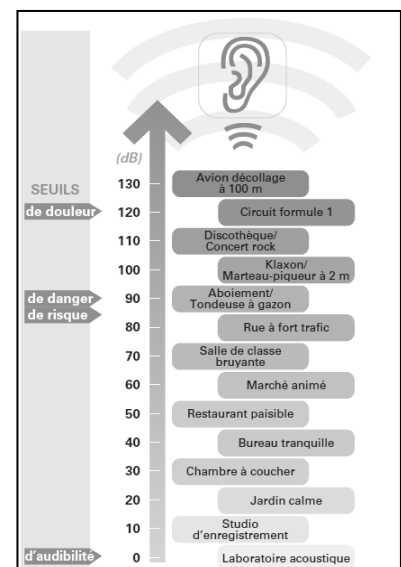 (dB)
SEUILS
130
Avion décollage
à 100 m
de douleur
120
Circuit formule 1
110
Discothèque/
Concert rock
100
Klaxon/
Marteau-piqueur à 2 m
de danger
90
Aboiement/
Tondeuse à gazon
de risque
80
Rue à fort trafic
70
Salle de classe
bruyante
60
Marché animé
50
Restaurant paisible
40
Bureau tranquille
30
Chambre à coucher
20
Jardin calme
10
Studio
d'enregistrement
d'audibilité
0
Laboratoire acoustique